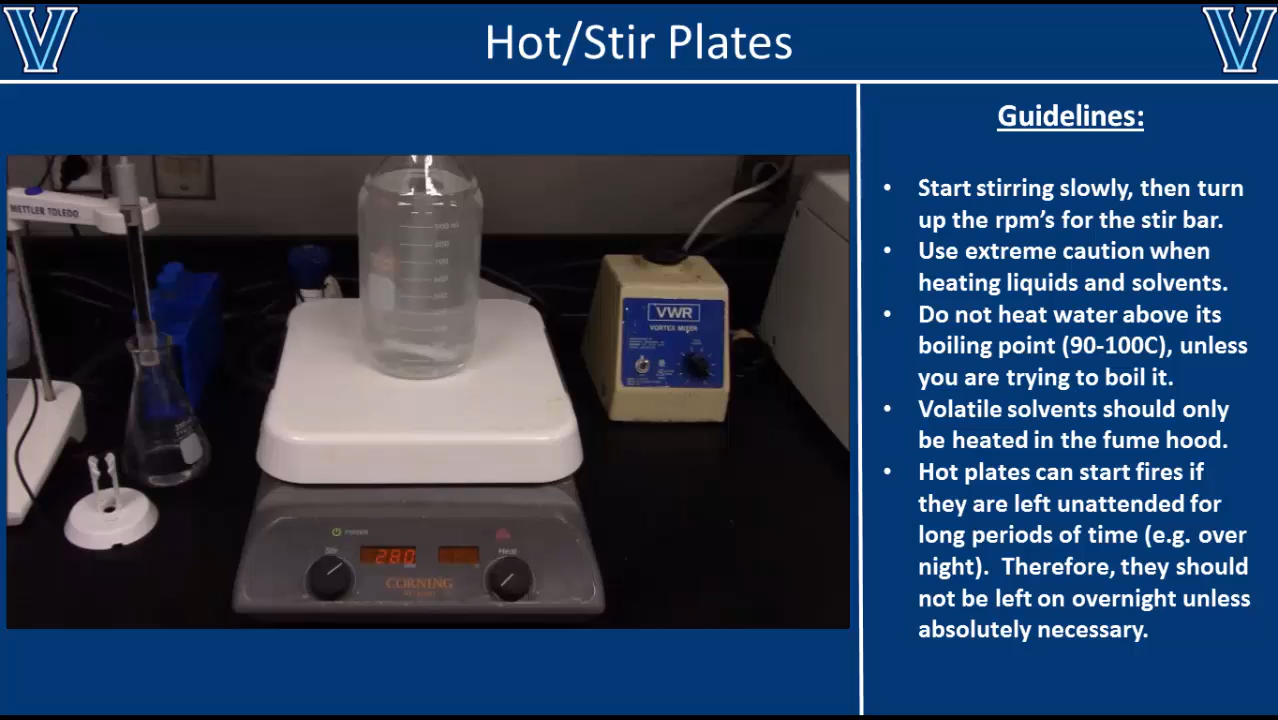 Hot/Stir Plates
Guidelines:
• Start stirring slowly, then turn
up the rpm's for the stir bar.
• Use extreme caution when
heating liquids and solvents.
• Do not heat water above its
boiling point (90-100C), unless
you are trying to boil it.
• Volatile solvents should only
be heated in the fume hood.
• Hot plates can start fires if
they are left unattended for
long periods of time (e.g. over
night). Therefore, they should
not be left on overnight unless
absolutely necessary.
METTLER TOLEDO
VWR
VORTEX MIXER
POWER
Stir
280
Heat
CORNING